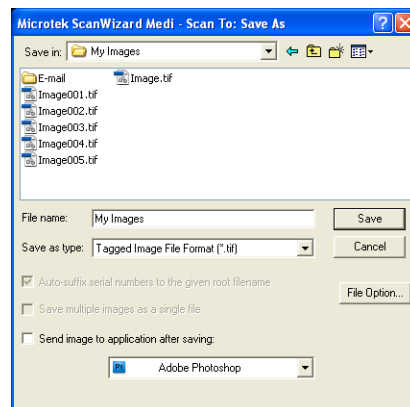 Microtek ScanWizard Medi - Scan To: Save As
Save in: My Images
E-mail Image.tif
Image001.tif
Image002.tif
Image003.tif
Image004.tif
Image005.tif
File name: My Images Save
Save as type: Tagged Image File Format (*.tif) Cancel
Auto-suffix serial numbers to the given root filename
File Option...
Save multiple images as a single file
Send image to application after saving:
Ps Adobe Photoshop